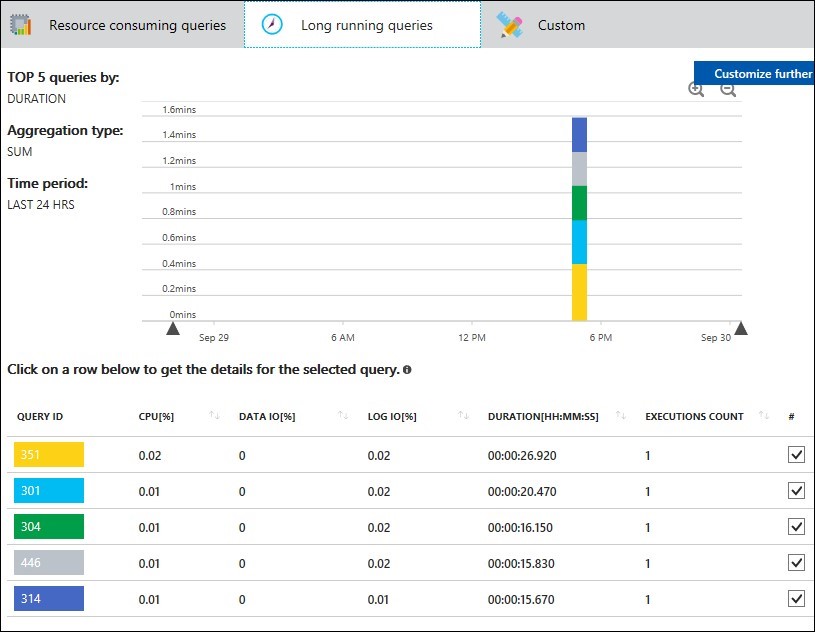 Resource consuming queries
Long running queries
Custom
TOP 5 queries by:
DURATION
Aggregation type:
SUM
Time period:
LAST 24 HRS
Customize further
1.6mins
1.4mins
1.2mins
1mins
0.8mins
0.6mins
0.4mins
0.2mins
0mins
Sep 29 6 AM 12 PM 6 PM Sep 30
Click on a row below to get the details for the selected query.
QUERY ID CPU[%] DATA IO[%] LOG IO[%] DURATION[HH:MM:SS] EXECUTIONS COUNT #
351 0.02 0 0.02 00:00:26.920 1
301 0.01 0 0.02 00:00:20.470 1
304 0.01 0 0.02 00:00:16.150 1
446 0.01 0 0.02 00:00:15.830 1
314 0.01 0 0.01 00:00:15.670 1